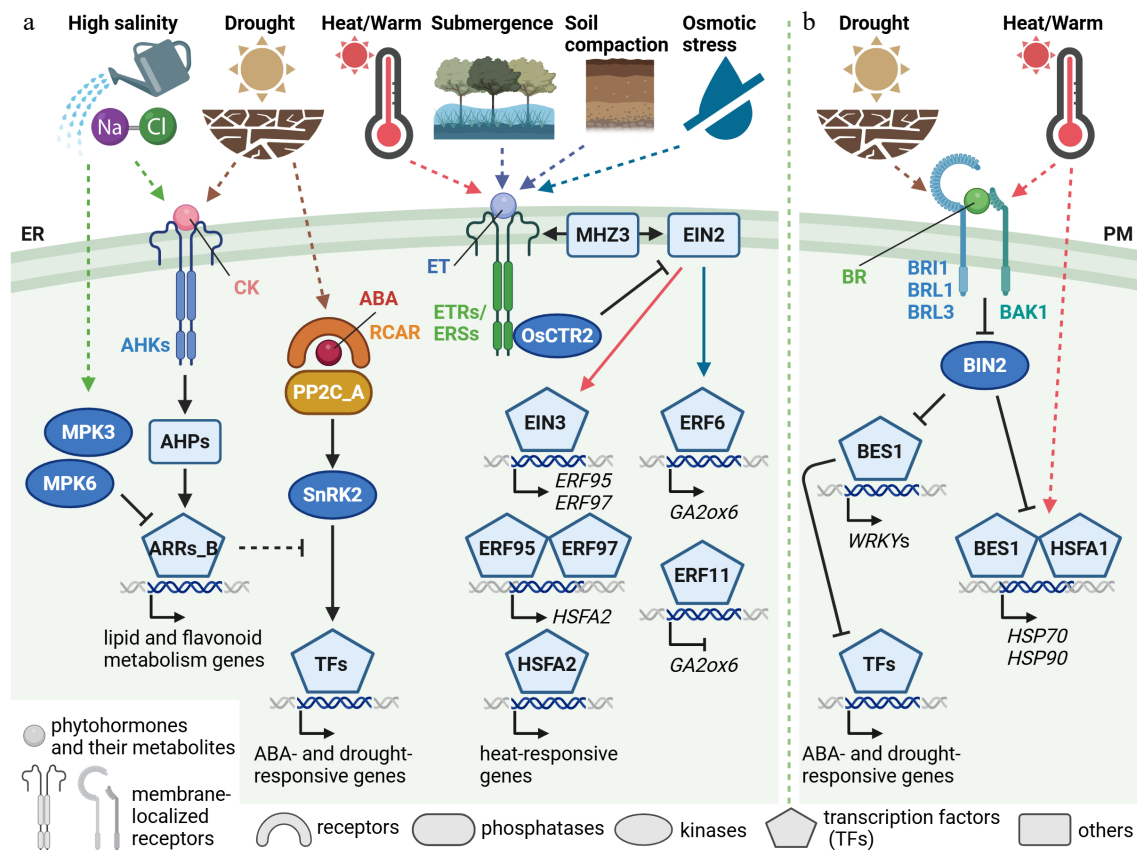 a
High salinity
Drought
Heat/Warm
Submergence
Soil
compaction
Osmotic
stress
Na
Cl
ER
CK
AHKs
ABA
RCAR
PP2C_A
MPK3
MPK6
AHPs
SnRK2
ARRs_B
lipid and flavonoid
metabolism genes
TFs
ABA- and drought-
responsive genes
ET
ETRs/
ERSs
MHZ3
EIN2
OsCTR2
EIN3
ERF95
ERF97
ERF6
GA2ox6
ERF95
ERF97
HSFA2
ERF11
GA2ox6
HSFA2
heat-responsive
genes
b
Drought
Heat/Warm
PM
BR
BRI1
BRL1
BRL3
BAK1
BIN2
BES1
WRKYs
BES1
HSFA1
HSP70
HSP90
TFs
ABA- and drought-
responsive genes
phytohormones
and their metabolites
membrane-
localized
receptors
receptors
phosphatases
kinases
transcription factors
(TFs)
others